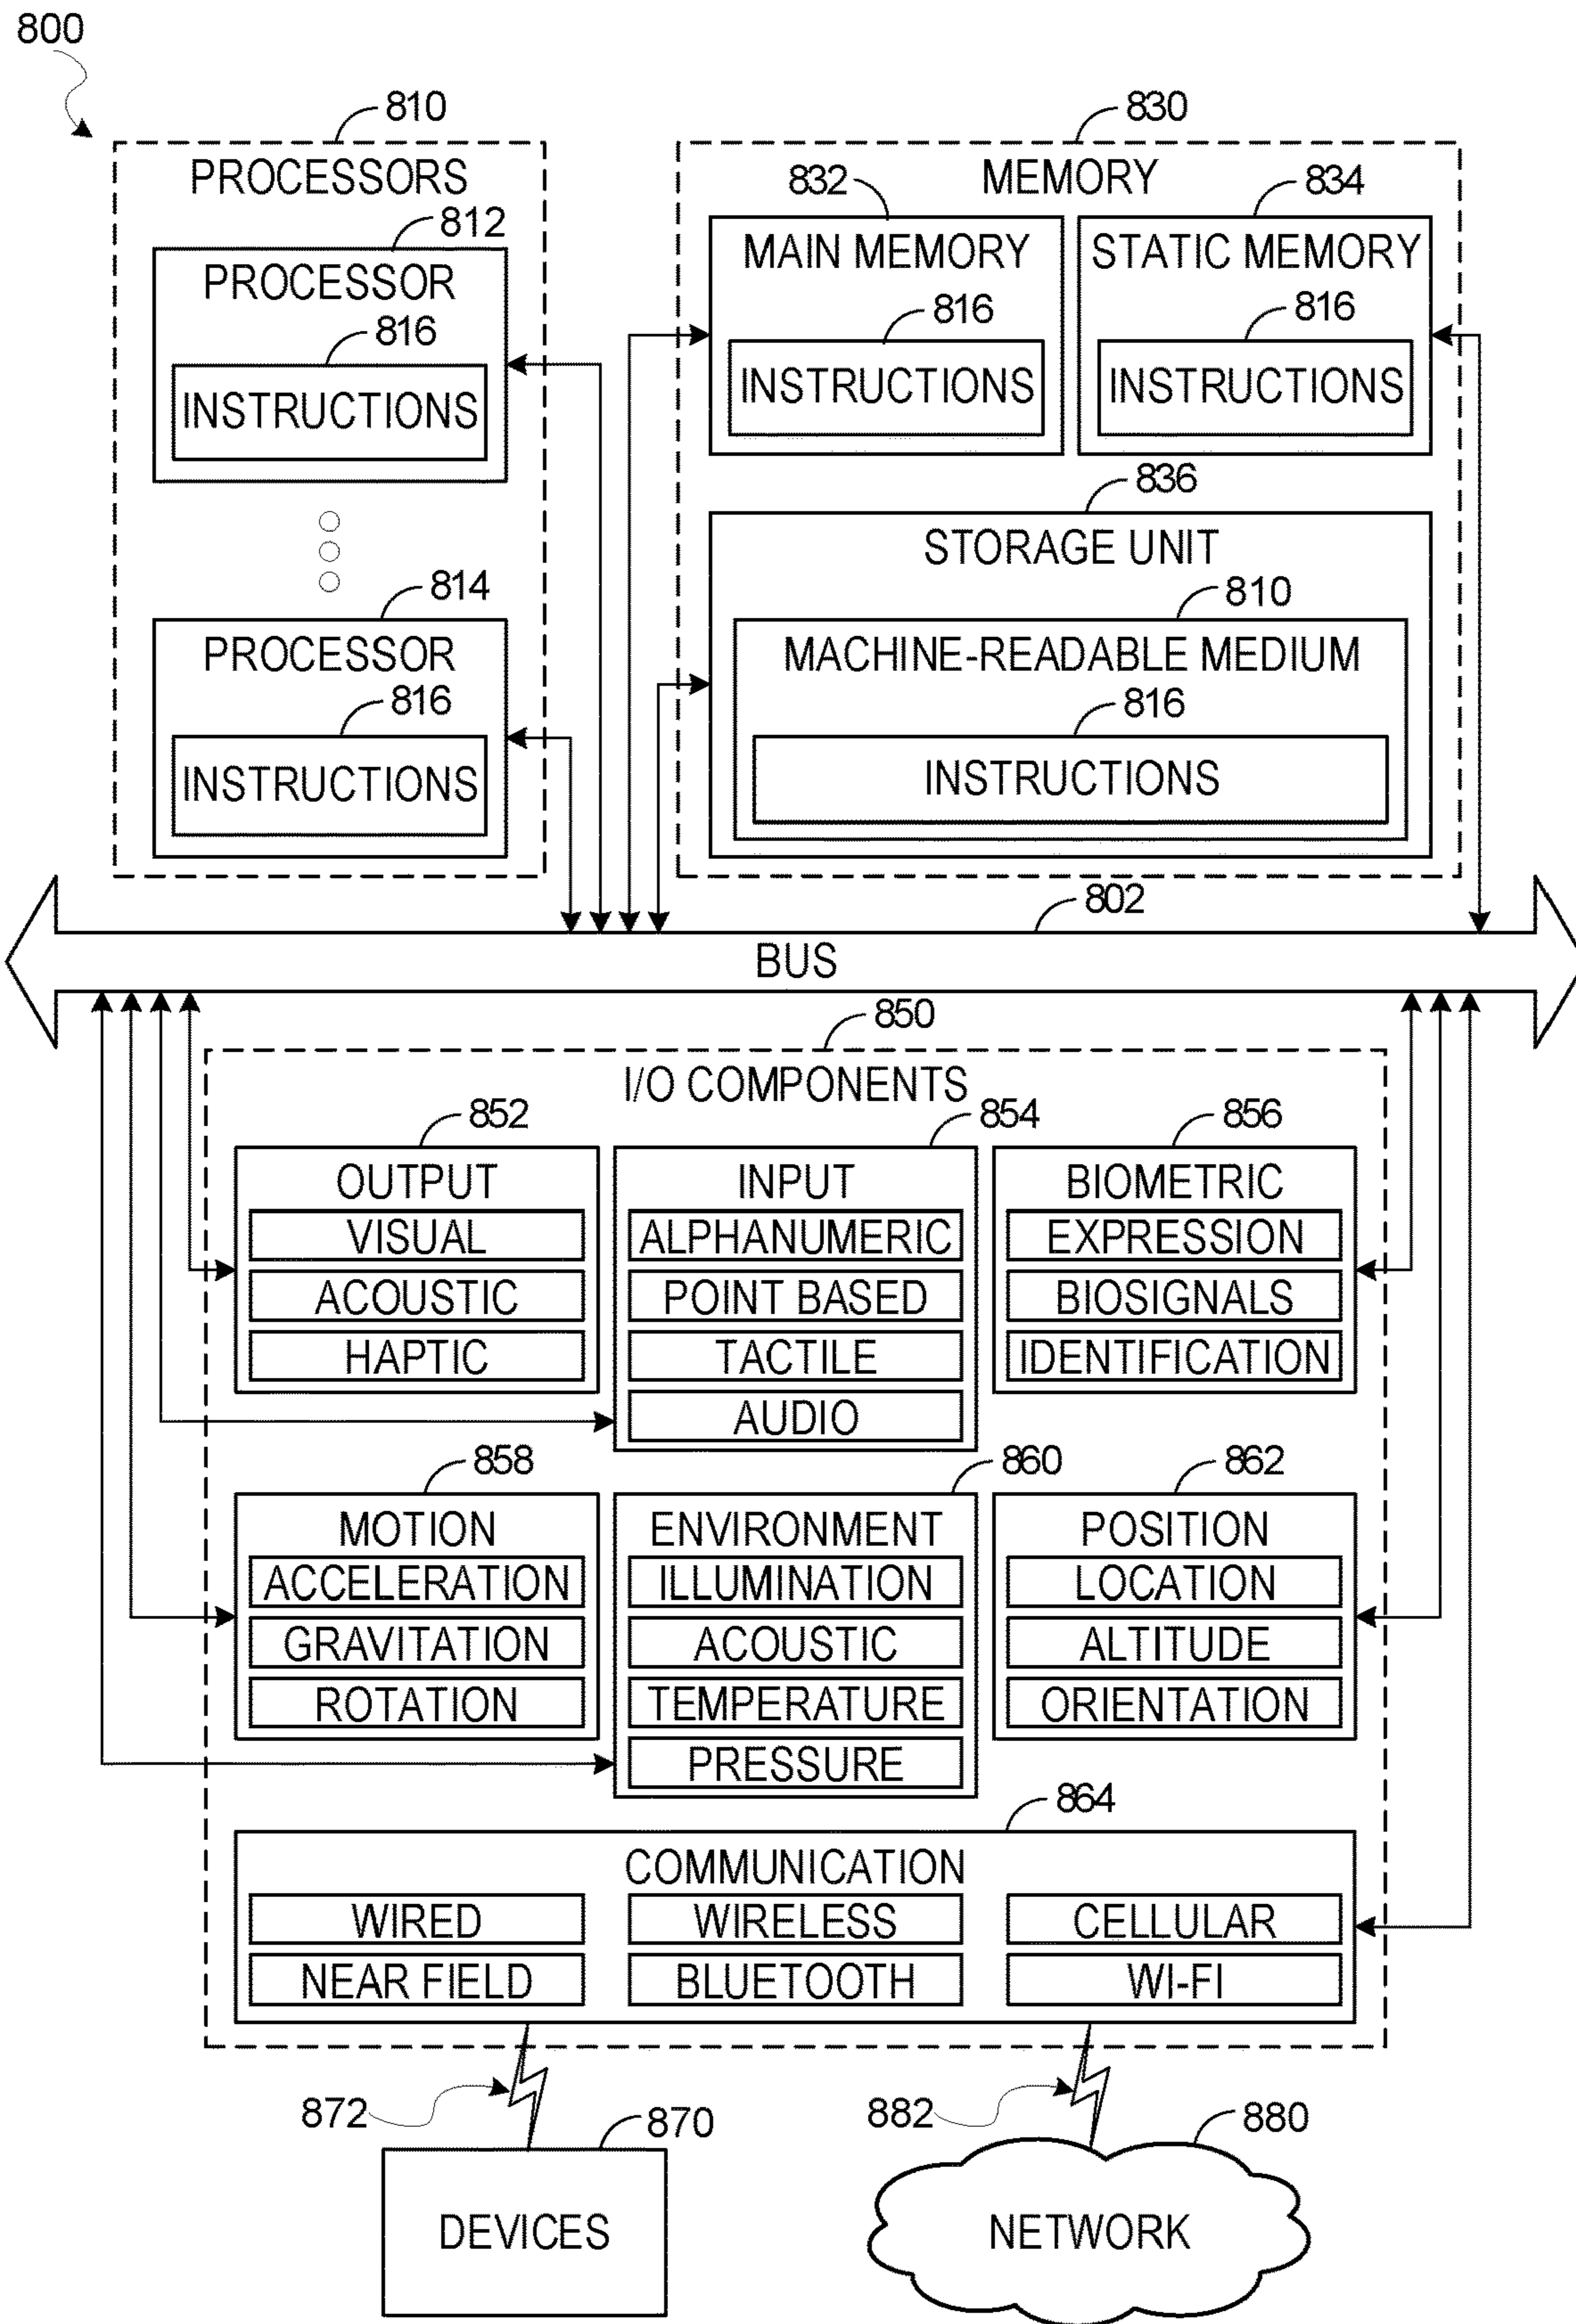 800
810
PROCESSORS
812
PROCESSOR
816
INSTRUCTIONS
814
PROCESSOR
816
INSTRUCTIONS
830
MEMORY
832
MAIN MEMORY
816
INSTRUCTIONS
834
STATIC MEMORY
816
INSTRUCTIONS
836
STORAGE UNIT
810
MACHINE-READABLE MEDIUM
816
INSTRUCTIONS
802
BUS
850
I/O COMPONENTS
852
OUTPUT
VISUAL
ACOUSTIC
HAPTIC
854
INPUT
ALPHANUMERIC
POINT BASED
TACTILE
AUDIO
856
BIOMETRIC
EXPRESSION
BIOSIGNALS
IDENTIFICATION
858
MOTION
ACCELERATION
GRAVITATION
ROTATION
860
ENVIRONMENT
ILLUMINATION
ACOUSTIC
TEMPERATURE
PRESSURE
862
POSITION
LOCATION
ALTITUDE
ORIENTATION
864
COMMUNICATION
WIRED
WIRELESS
CELLULAR
NEAR FIELD
BLUETOOTH
WI-FI
872
870
DEVICES
882
880
NETWORK